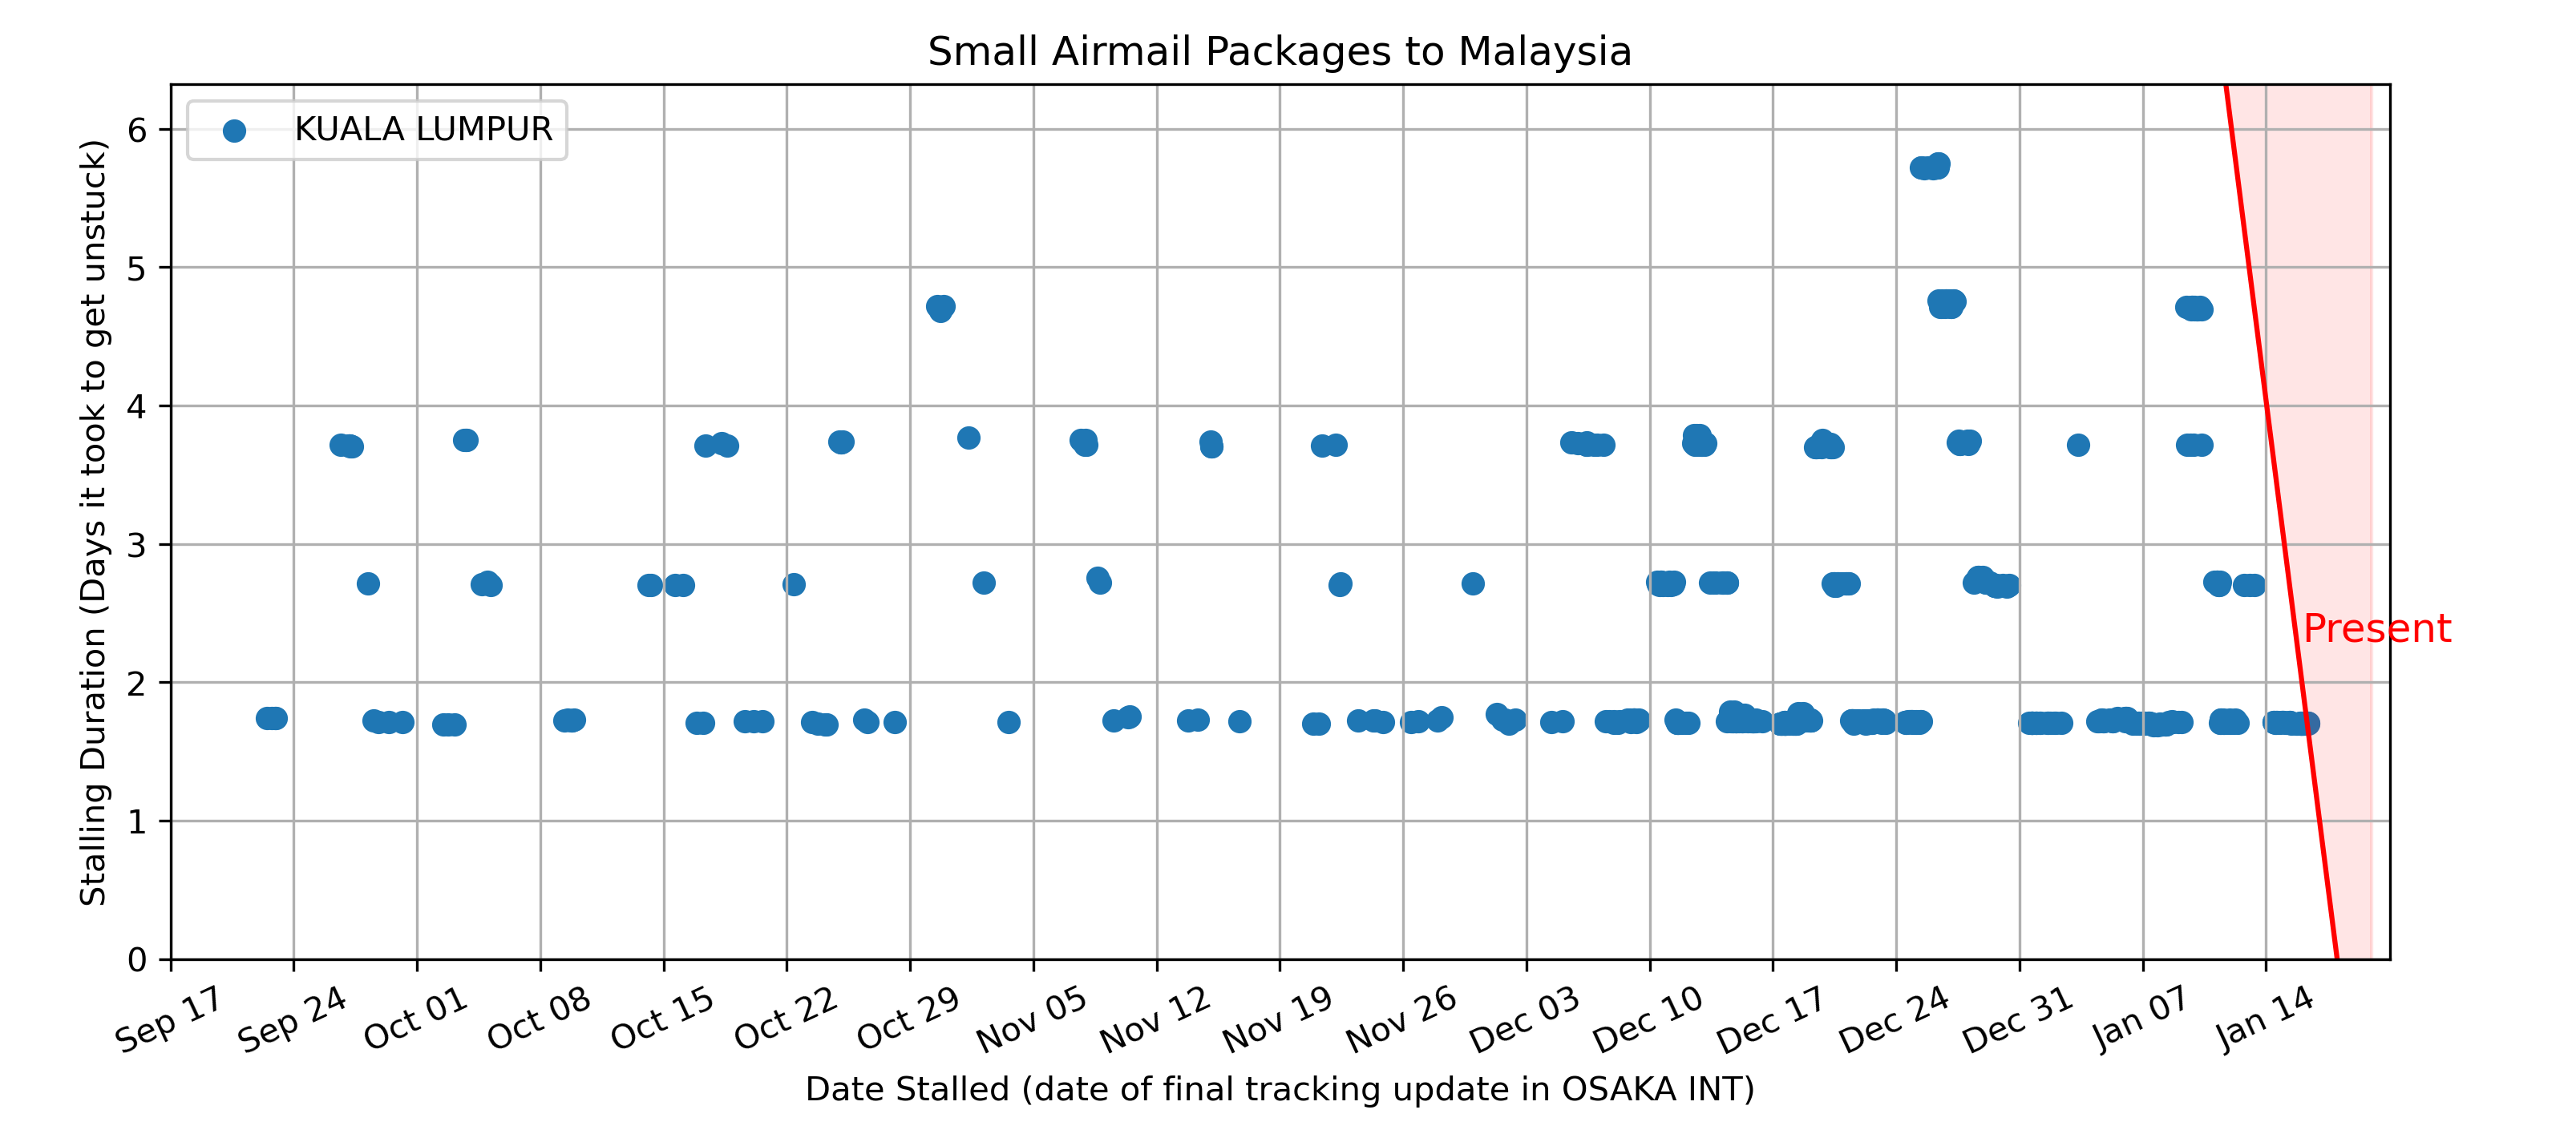 Small Airmail Packages to Malaysia
KUALA LUMPUR
Stalling Duration (Days it took to get unstuck)
6
5
4
3
2
1
0
Present
Sep 17
Sep 24
Oct 01
Oct 08
Oct 15
Oct 22
Oct 29
Nov 05
Nov 12
Nov 19
Nov 26
Dec 03
Dec 10
Dec 17
Dec 24
Dec 31
Jan 07
Jan 14
Date Stalled (date of final tracking update in OSAKA INT)